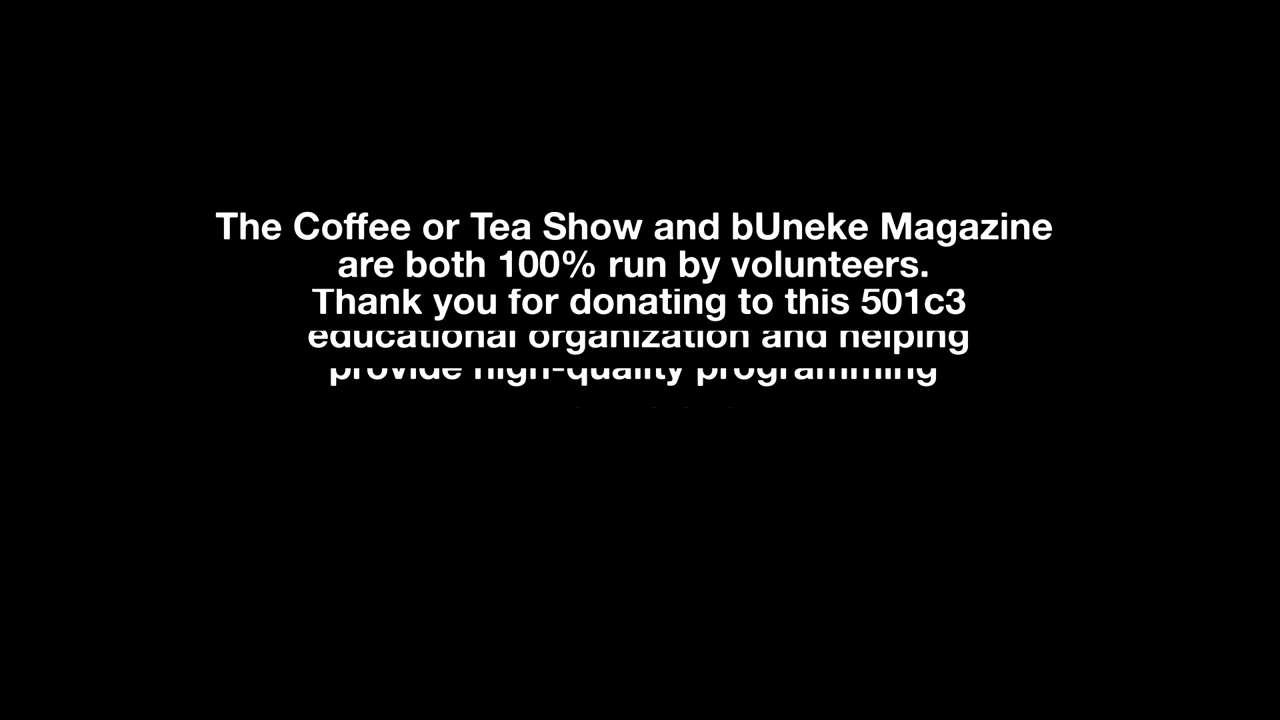 The Coffee or Tea Show and bUneke Magazine
are both 100% run by volunteers.
Thank you for donating to this 501c3
educational organization and helping
provide high-quality programming